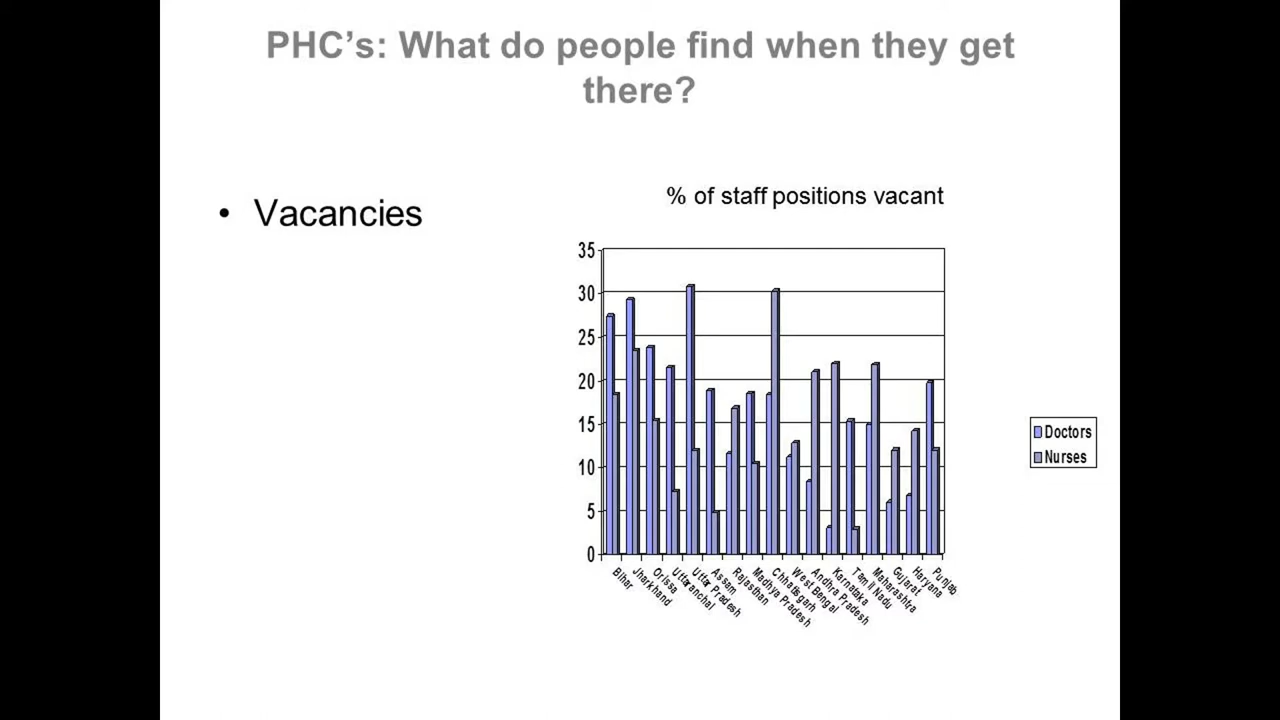 PHC’s: What do people find when they get
there?
• Vacancies
% of staff positions vacant
35
30
25
20
15
10
5
0
Bihar
Jharkhand
Orissa
Uttaranchal
Uttar Pradesh
Assam
Rajasthan
Madhya Pradesh
Chhattisgarh
West Bengal
Andhra Pradesh
Karnataka
Tamil Nadu
Maharashtra
Gujarat
Haryana
Punjab
Doctors
Nurses